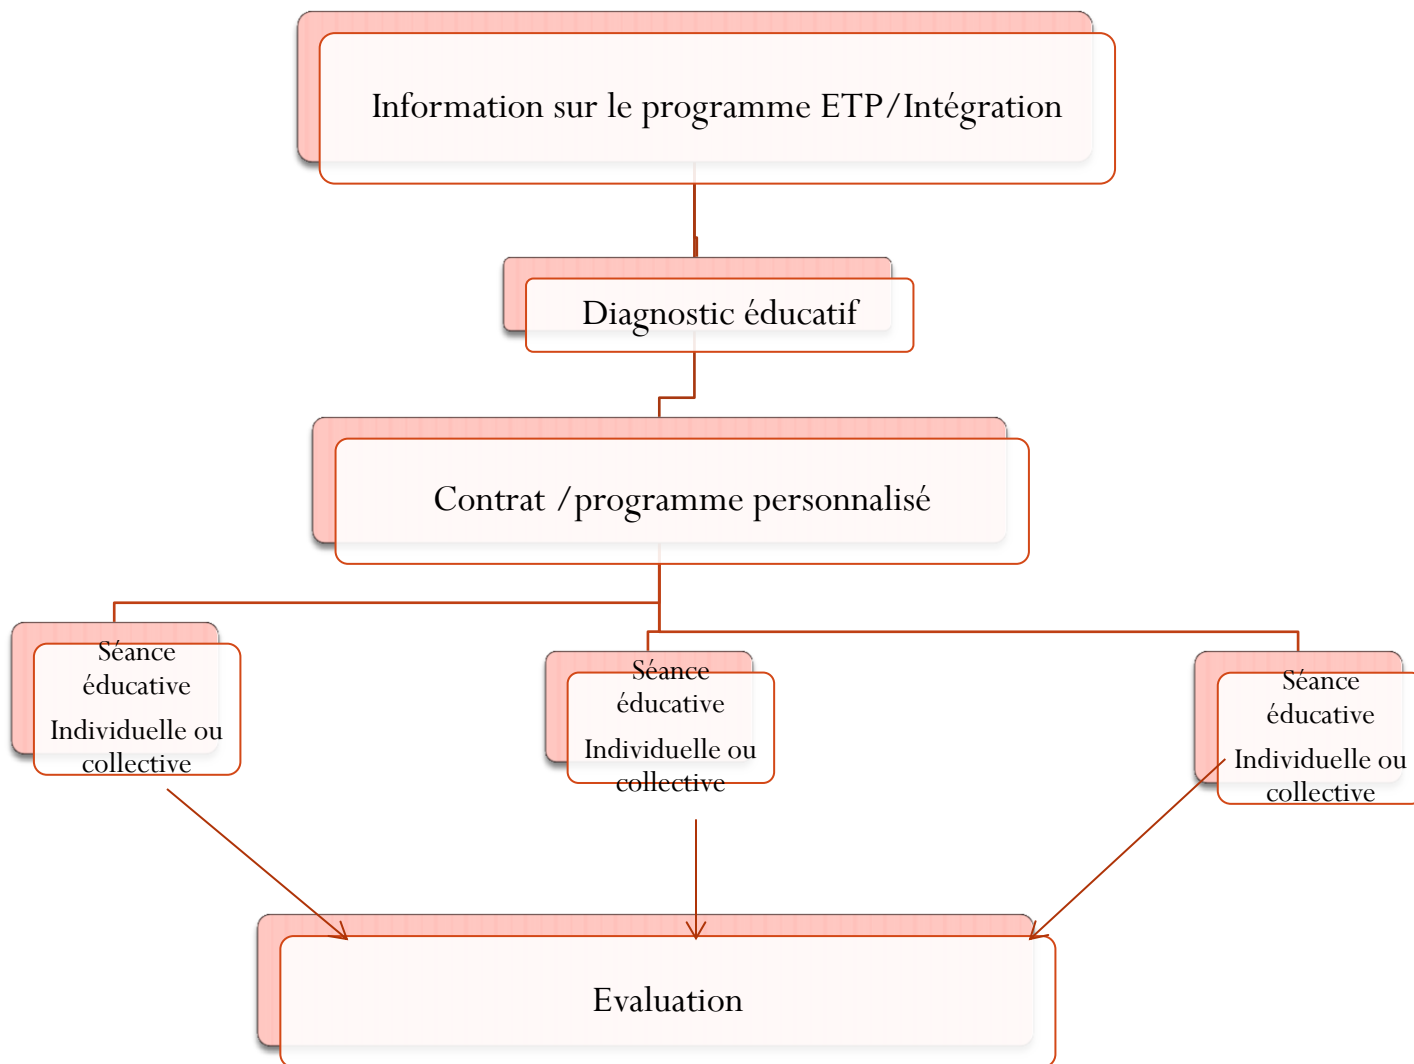 Information sur le programme ETP/Intégration
Diagnostic éducatif
Contrat /programme personnalisé
Séance
éducative
Individuelle ou
collective
Séance
éducative
Individuelle ou
collective
Séance
éducative
Individuelle ou
collective
Evaluation